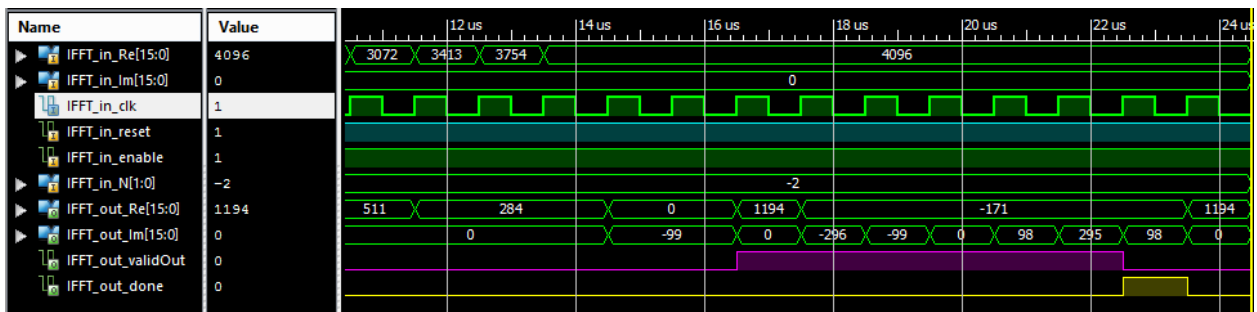 Name Value 12 us 14 us 16 us 18 us 20 us 22 us 24 us
IFFT_in_Re[15:0] 4096 3072 3413 3754 4096
IFFT_in_Im[15:0] 0 0
IFFT_in_clk 1
IFFT_in_reset 1
IFFT_in_enable 1
IFFT_in_N[1:0] -2 -2
IFFT_out_Re[15:0] 1194 511 284 0 1194 -171 1194
IFFT_out_Im[15:0] 0 0 -99 0 -296 -99 0 98 295 98 0
IFFT_out_validOut 0
IFFT_out_done 0